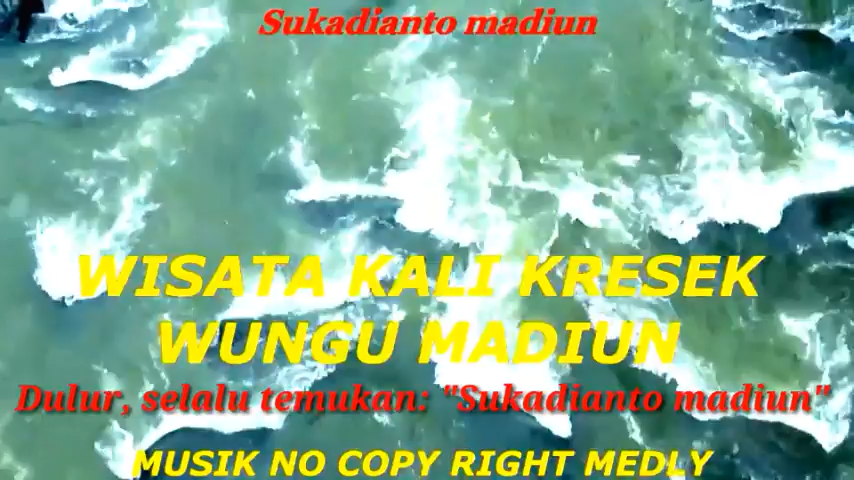 Sukadianto madiun
WISATA KALI KRESEK
WUNGU MADIUN
Dulur, selalu temukan: "Sukadianto madiun"
MUSIK NO COPY RIGHT MEDLY